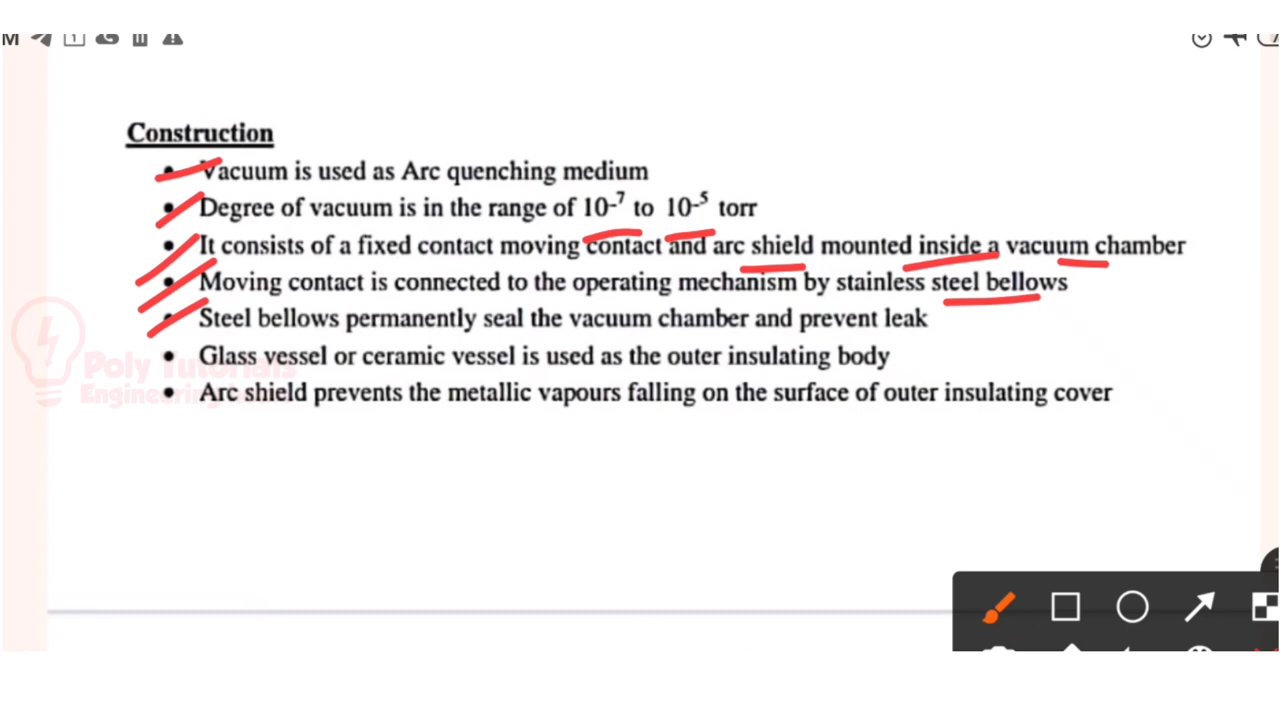 M 1
Construction
• Vacuum is used as Arc quenching medium
• Degree of vacuum is in the range of 10⁻⁷ to 10⁻⁵ torr
• It consists of a fixed contact moving contact and arc shield mounted inside a vacuum chamber
• Moving contact is connected to the operating mechanism by stainless steel bellows
• Steel bellows permanently seal the vacuum chamber and prevent leak
• Glass vessel or ceramic vessel is used as the outer insulating body
Poly Tutorials
• Arc shield prevents the metallic vapours falling on the surface of outer insulating cover
Engineering